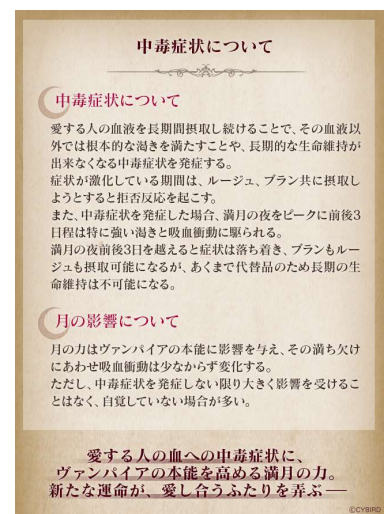 中毒症状について
中毒症状について
愛する人の血液を長期間摂取し続けることで、その血液以
外では根本的な渇きを満たすことや、長期的な生命維持が
出来なくなる中毒症状を発症する。
症状が激化している期間は、ルージュ、ブラン共に摂取し
ようとすると拒否反応を起こす。
また、中毒症状を発症した場合、満月の夜をピークに前後3
日程は特に強い渇きと吸血衝動に駆られる。
満月の夜前後3日を越えると症状は落ち着き、ブランもルー
ジュも摂取可能になるが、あくまで代替品のため長期の生
命維持は不可能になる。
月の影響について
月の力はヴァンパイアの本能に影響を与え、その満ち欠け
にあわせ吸血衝動は少なからず変化する。
ただし、中毒症状を発症しない限り大きく影響を受けるこ
とはなく、自覚していない場合が多い。
愛する人の血への中毒症状に、
ヴァンパイアの本能を高める満月の力。
新たな運命が、愛し合うふたりを弄ぶ──
©CYBIRD